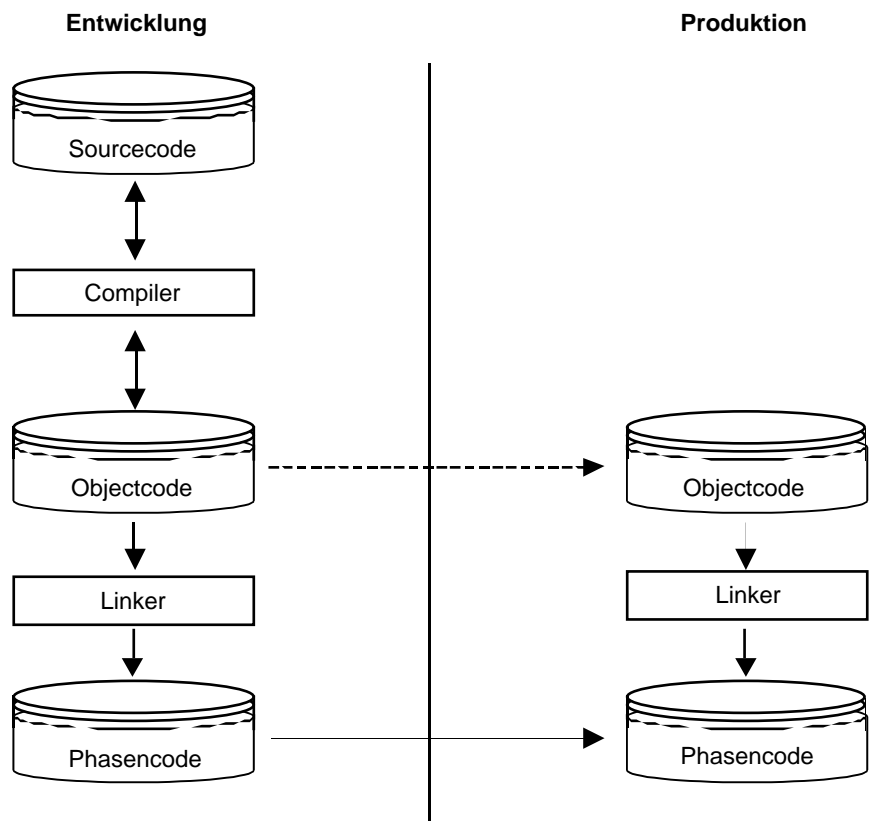 Entwicklung
Produktion
Sourcecode
Compiler
Objectcode
Objectcode
Linker
Linker
Phasencode
Phasencode